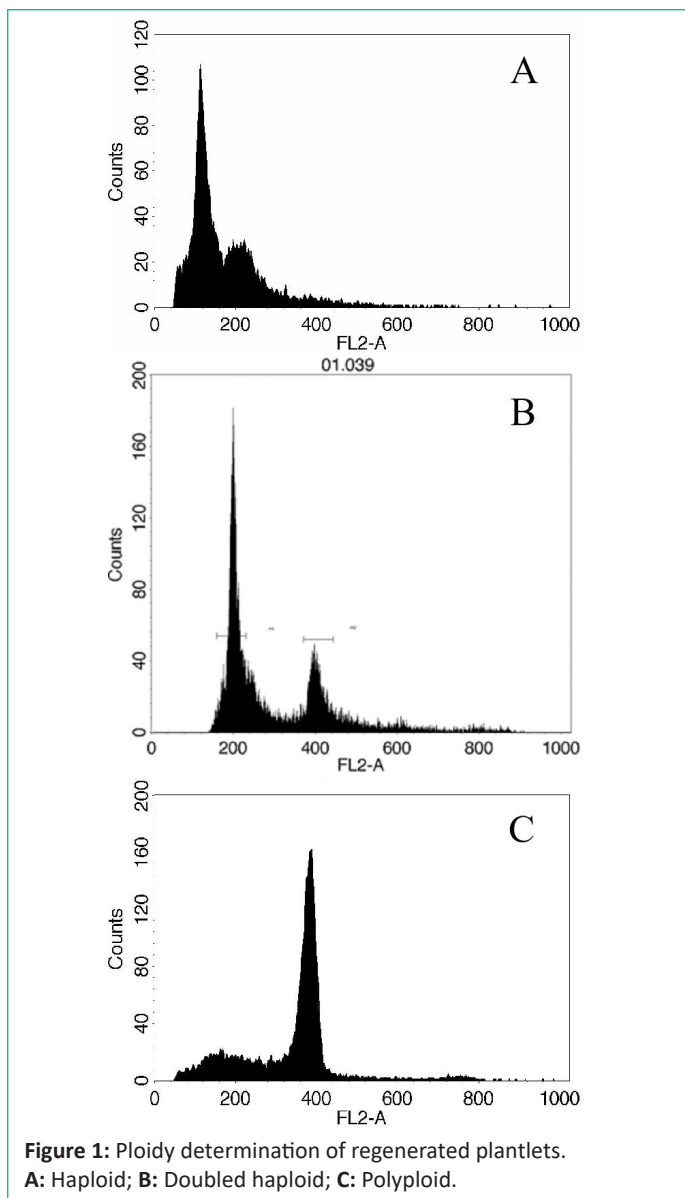 120
100
80
60
40
20
0
Counts
A
0 200 400 600 800 1000
FL2-A
01.039
200
160
120
80
40
0
Counts
B
0 200 400 600 800 1000
FL2-A
200
160
120
80
40
0
Counts
C
0 200 400 600 800 1000
FL2-A
Figure 1: Ploidy determination of regenerated plantlets.
A: Haploid; B: Doubled haploid; C: Polyploid.